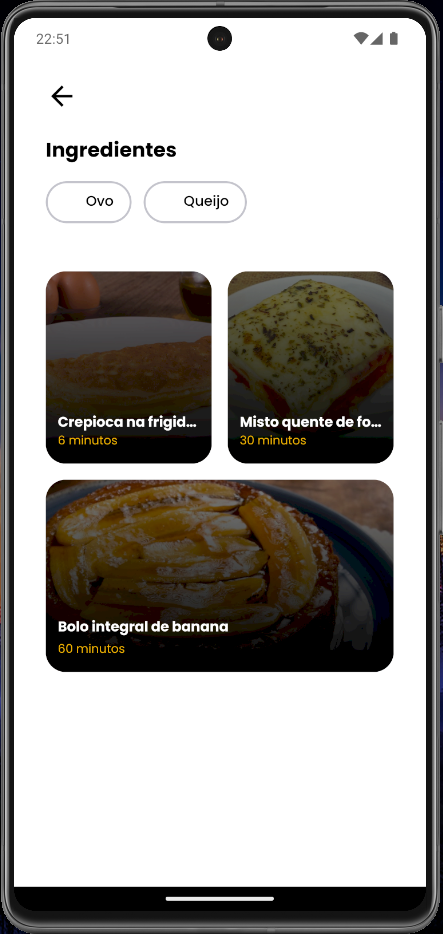 22:51
Ingredientes
Ovo
Queijo
Crepioca na frigid...
6 minutos
Misto quente de fo...
30 minutos
Bolo integral de banana
60 minutos